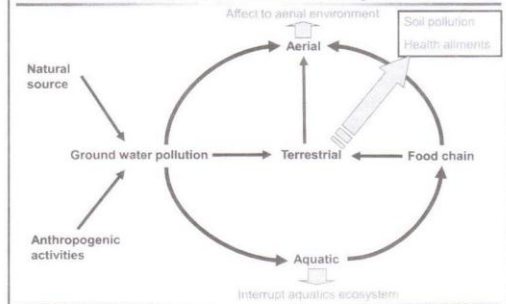 Affect to aerial environment
Soil pollution
Health ailments
Aerial
Natural
source
Ground water pollution
Terrestrial
Food chain
Anthropogenic
activities
Aquatic
Interrupt aquatics ecosystem